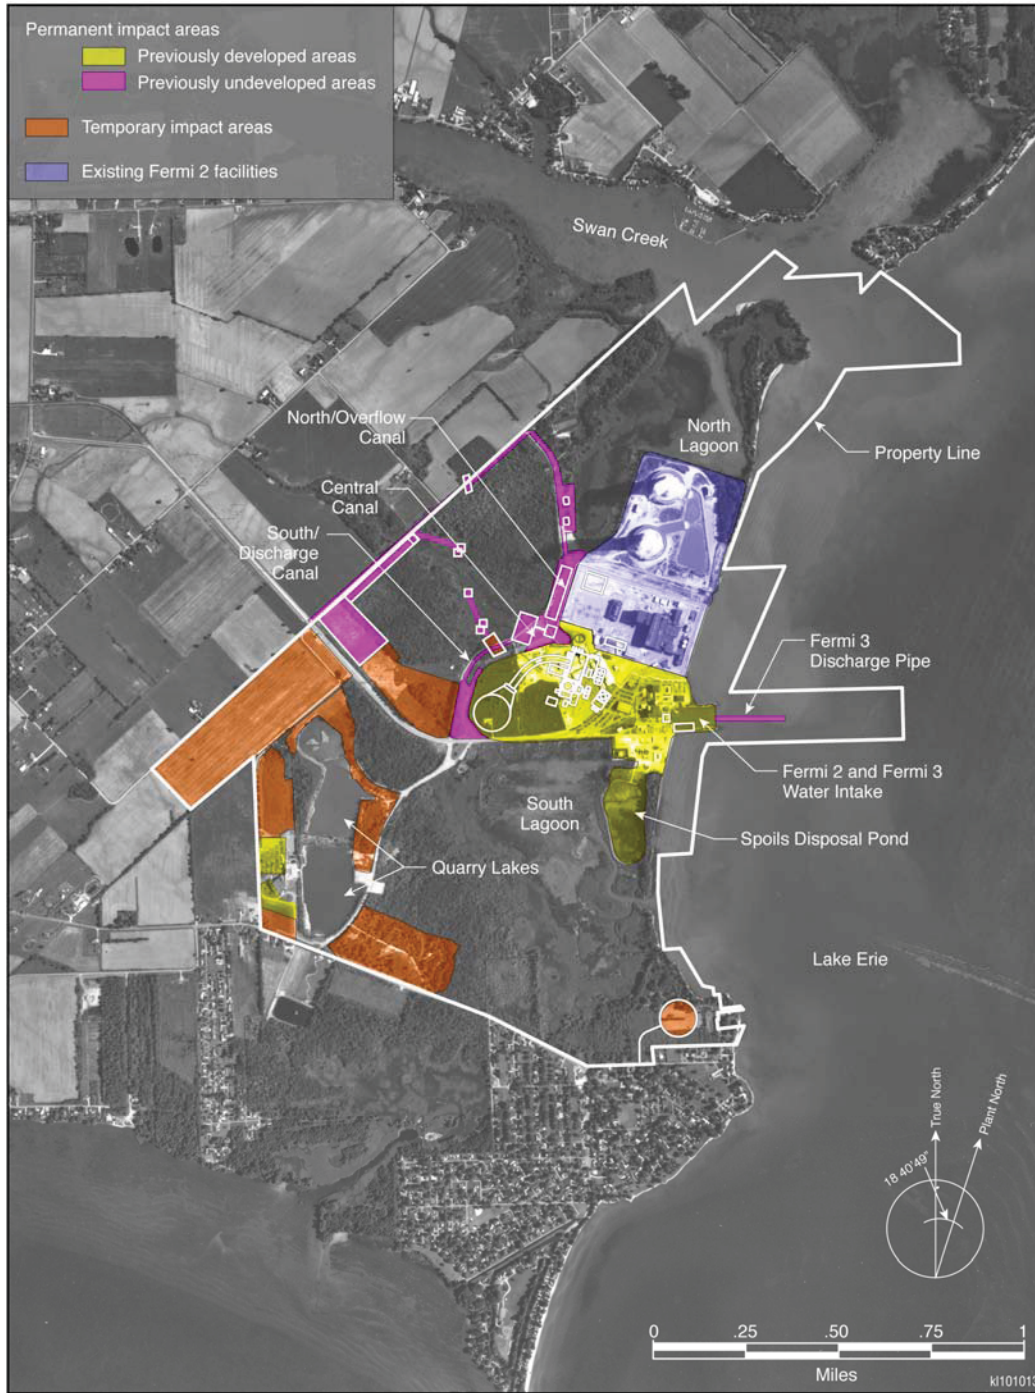 Permanent impact areas
Previously developed areas
Previously undeveloped areas
Temporary impact areas
Existing Fermi 2 facilities
Swan Creek
North/Overflow
Canal
North
Lagoon
Property Line
Central
Canal
South/
Discharge
Canal
Fermi 3
Discharge Pipe
Fermi 2 and Fermi 3
Water Intake
South
Lagoon
Spoils Disposal Pond
Quarry Lakes
Lake Erie
True North
Plant North
18 40'49"
0 .25 .50 .75 1
Miles